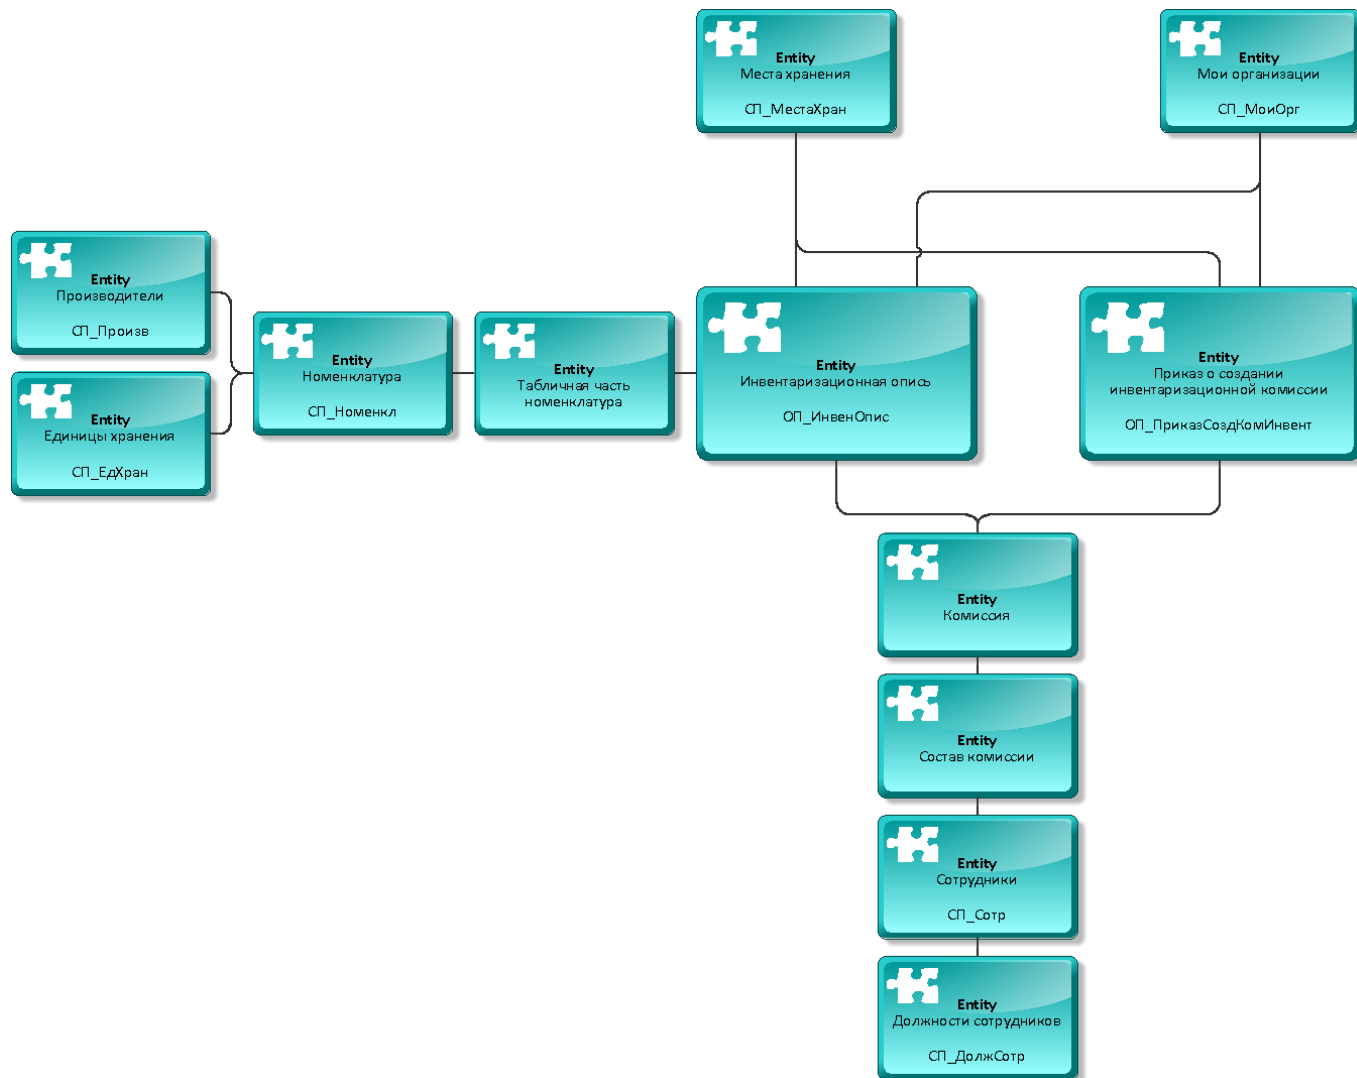 Entity
Места хранения
СП_МестаХран
Entity
Мои организации
СП_МоиОрг
Entity
Производители
СП_Произв
Entity
Единицы хранения
СП_ЕдХран
Entity
Номенклатура
СП_Номенкл
Entity
Табличная часть
номенклатура
Entity
Инвентаризационная опись
ОП_ИнвенОпис
Entity
Приказ о создании
инвентаризационной комиссии
ОП_ПриказСоздКомИнвент
Entity
Комиссия
Entity
Состав комиссии
Entity
Сотрудники
СП_Сотр
Entity
Должности сотрудников
СП_ДолжСотр